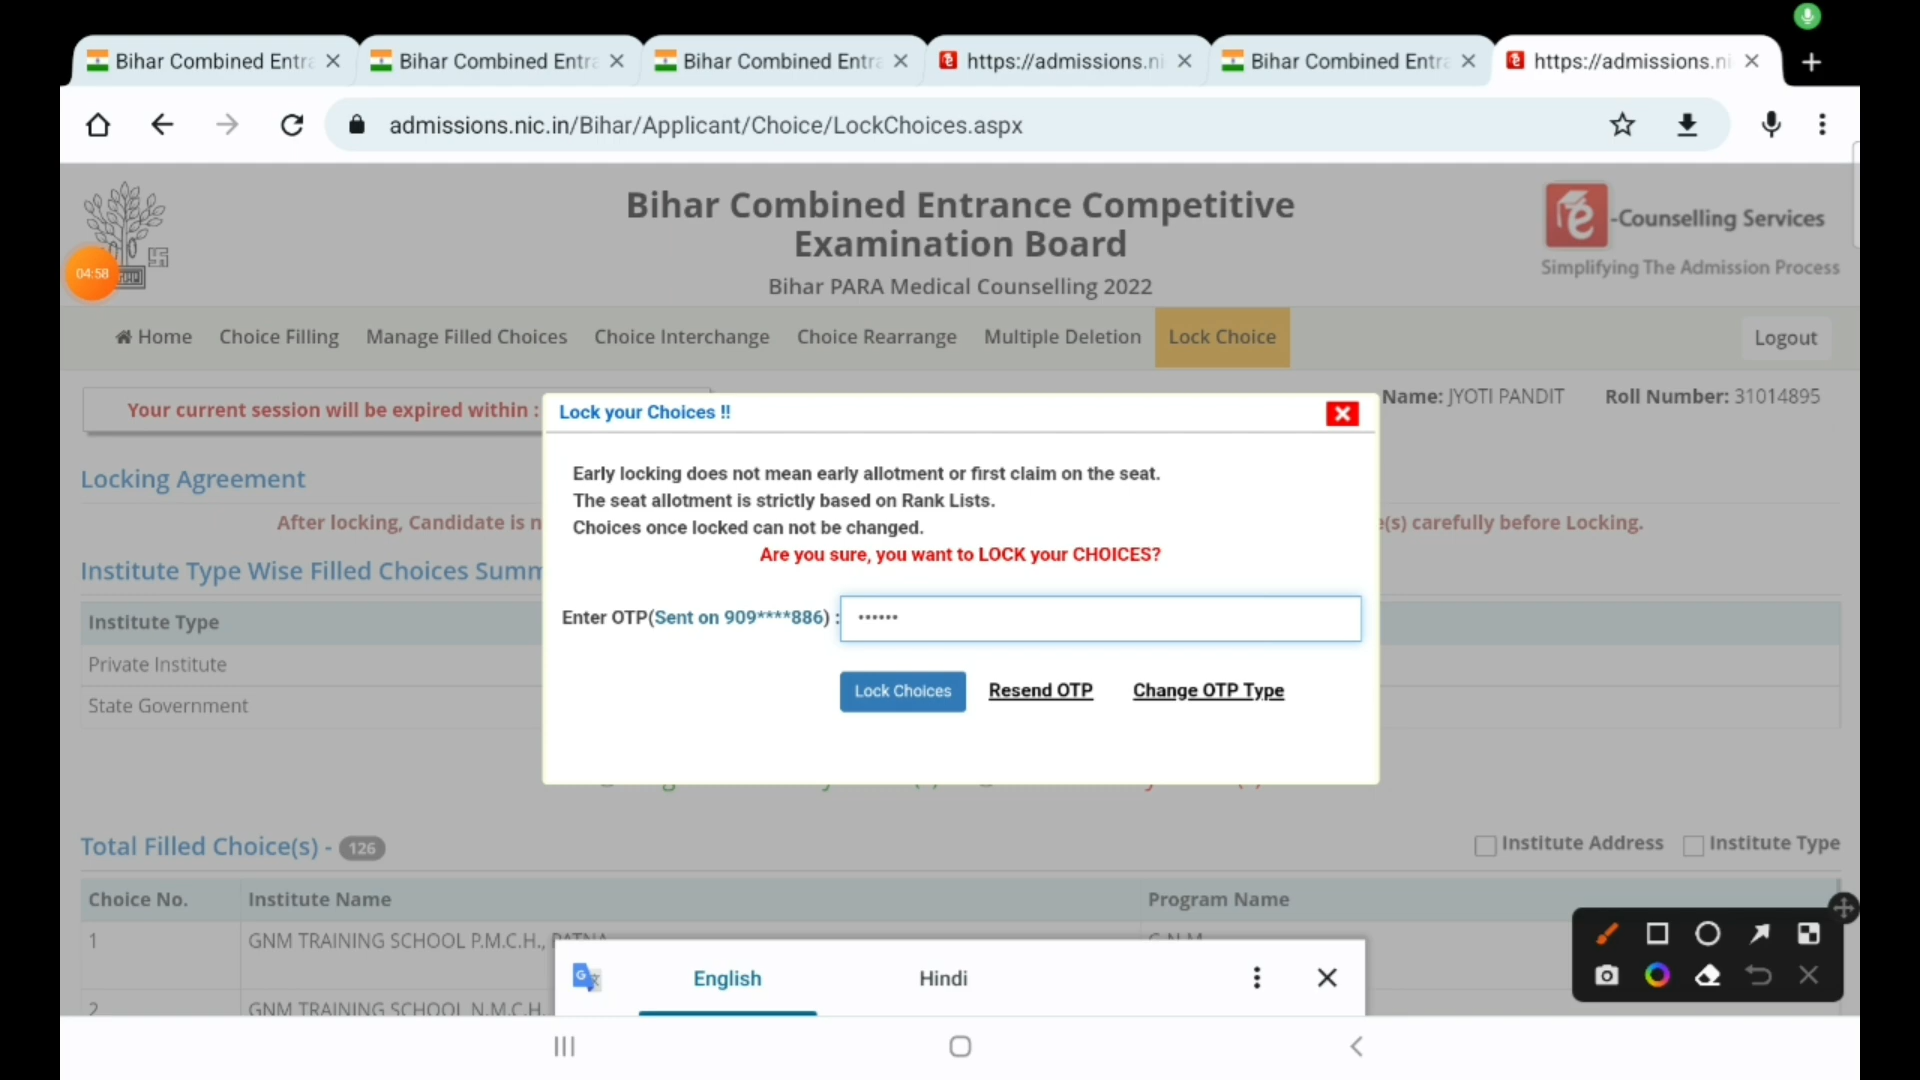 Bihar Combined Entra
Bihar Combined Entra
Bihar Combined Entra
https://admissions.ni
Bihar Combined Entra
https://admissions.ni
admissions.nic.in/Bihar/Applicant/Choice/LockChoices.aspx
Bihar Combined Entrance Competitive
Examination Board
Bihar PARA Medical Counselling 2022
e-Counselling Services
Simplifying The Admission Process
04:58
Home Choice Filling Manage Filled Choices Choice Interchange Choice Rearrange Multiple Deletion Lock Choice Logout
Your current session will be expired within :
Name: JYOTI PANDIT Roll Number: 31014895
Lock your Choices !!
Early locking does not mean early allotment or first claim on the seat.
The seat allotment is strictly based on Rank Lists.
Choices once locked can not be changed.
Are you sure, you want to LOCK your CHOICES?
Enter OTP(Sent on 909****886) : ••••••
Lock Choices Resend OTP Change OTP Type
Locking Agreement
After locking, Candidate is n
e(s) carefully before Locking.
Institute Type Wise Filled Choices Summ
Institute Type
Private Institute
State Government
Total Filled Choice(s) - 126
Institute Address Institute Type
Choice No. Institute Name Program Name
1 GNM TRAINING SCHOOL P.M.C.H., PATNA G.N.M
2 GNM TRAINING SCHOOL N.M.C.H.
English Hindi